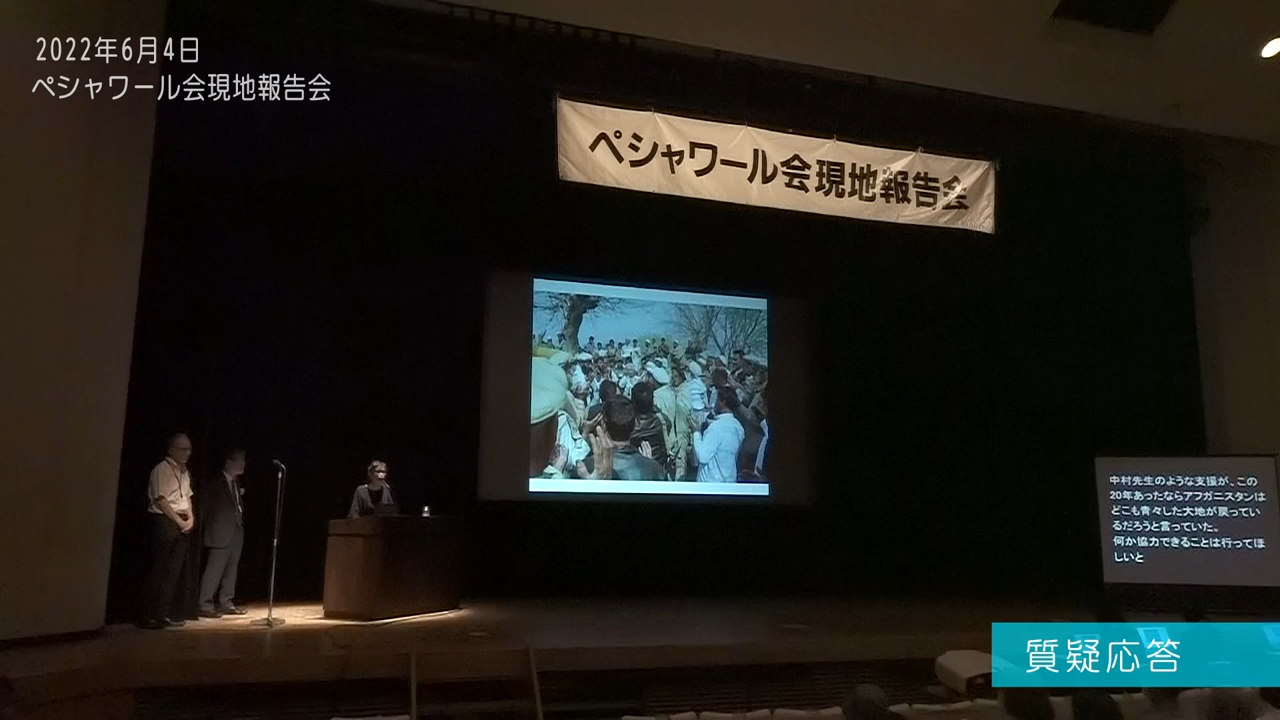 2022年6月4日
ペシャワール会現地報告会
ペシャワール会現地報告会
中村先生のような支援が、この
20年あったならアフガニスタンは
どこも青々した大地が戻ってい
るだろうと言っていた。
何か協力できることは行ってほ
しいと
質疑応答